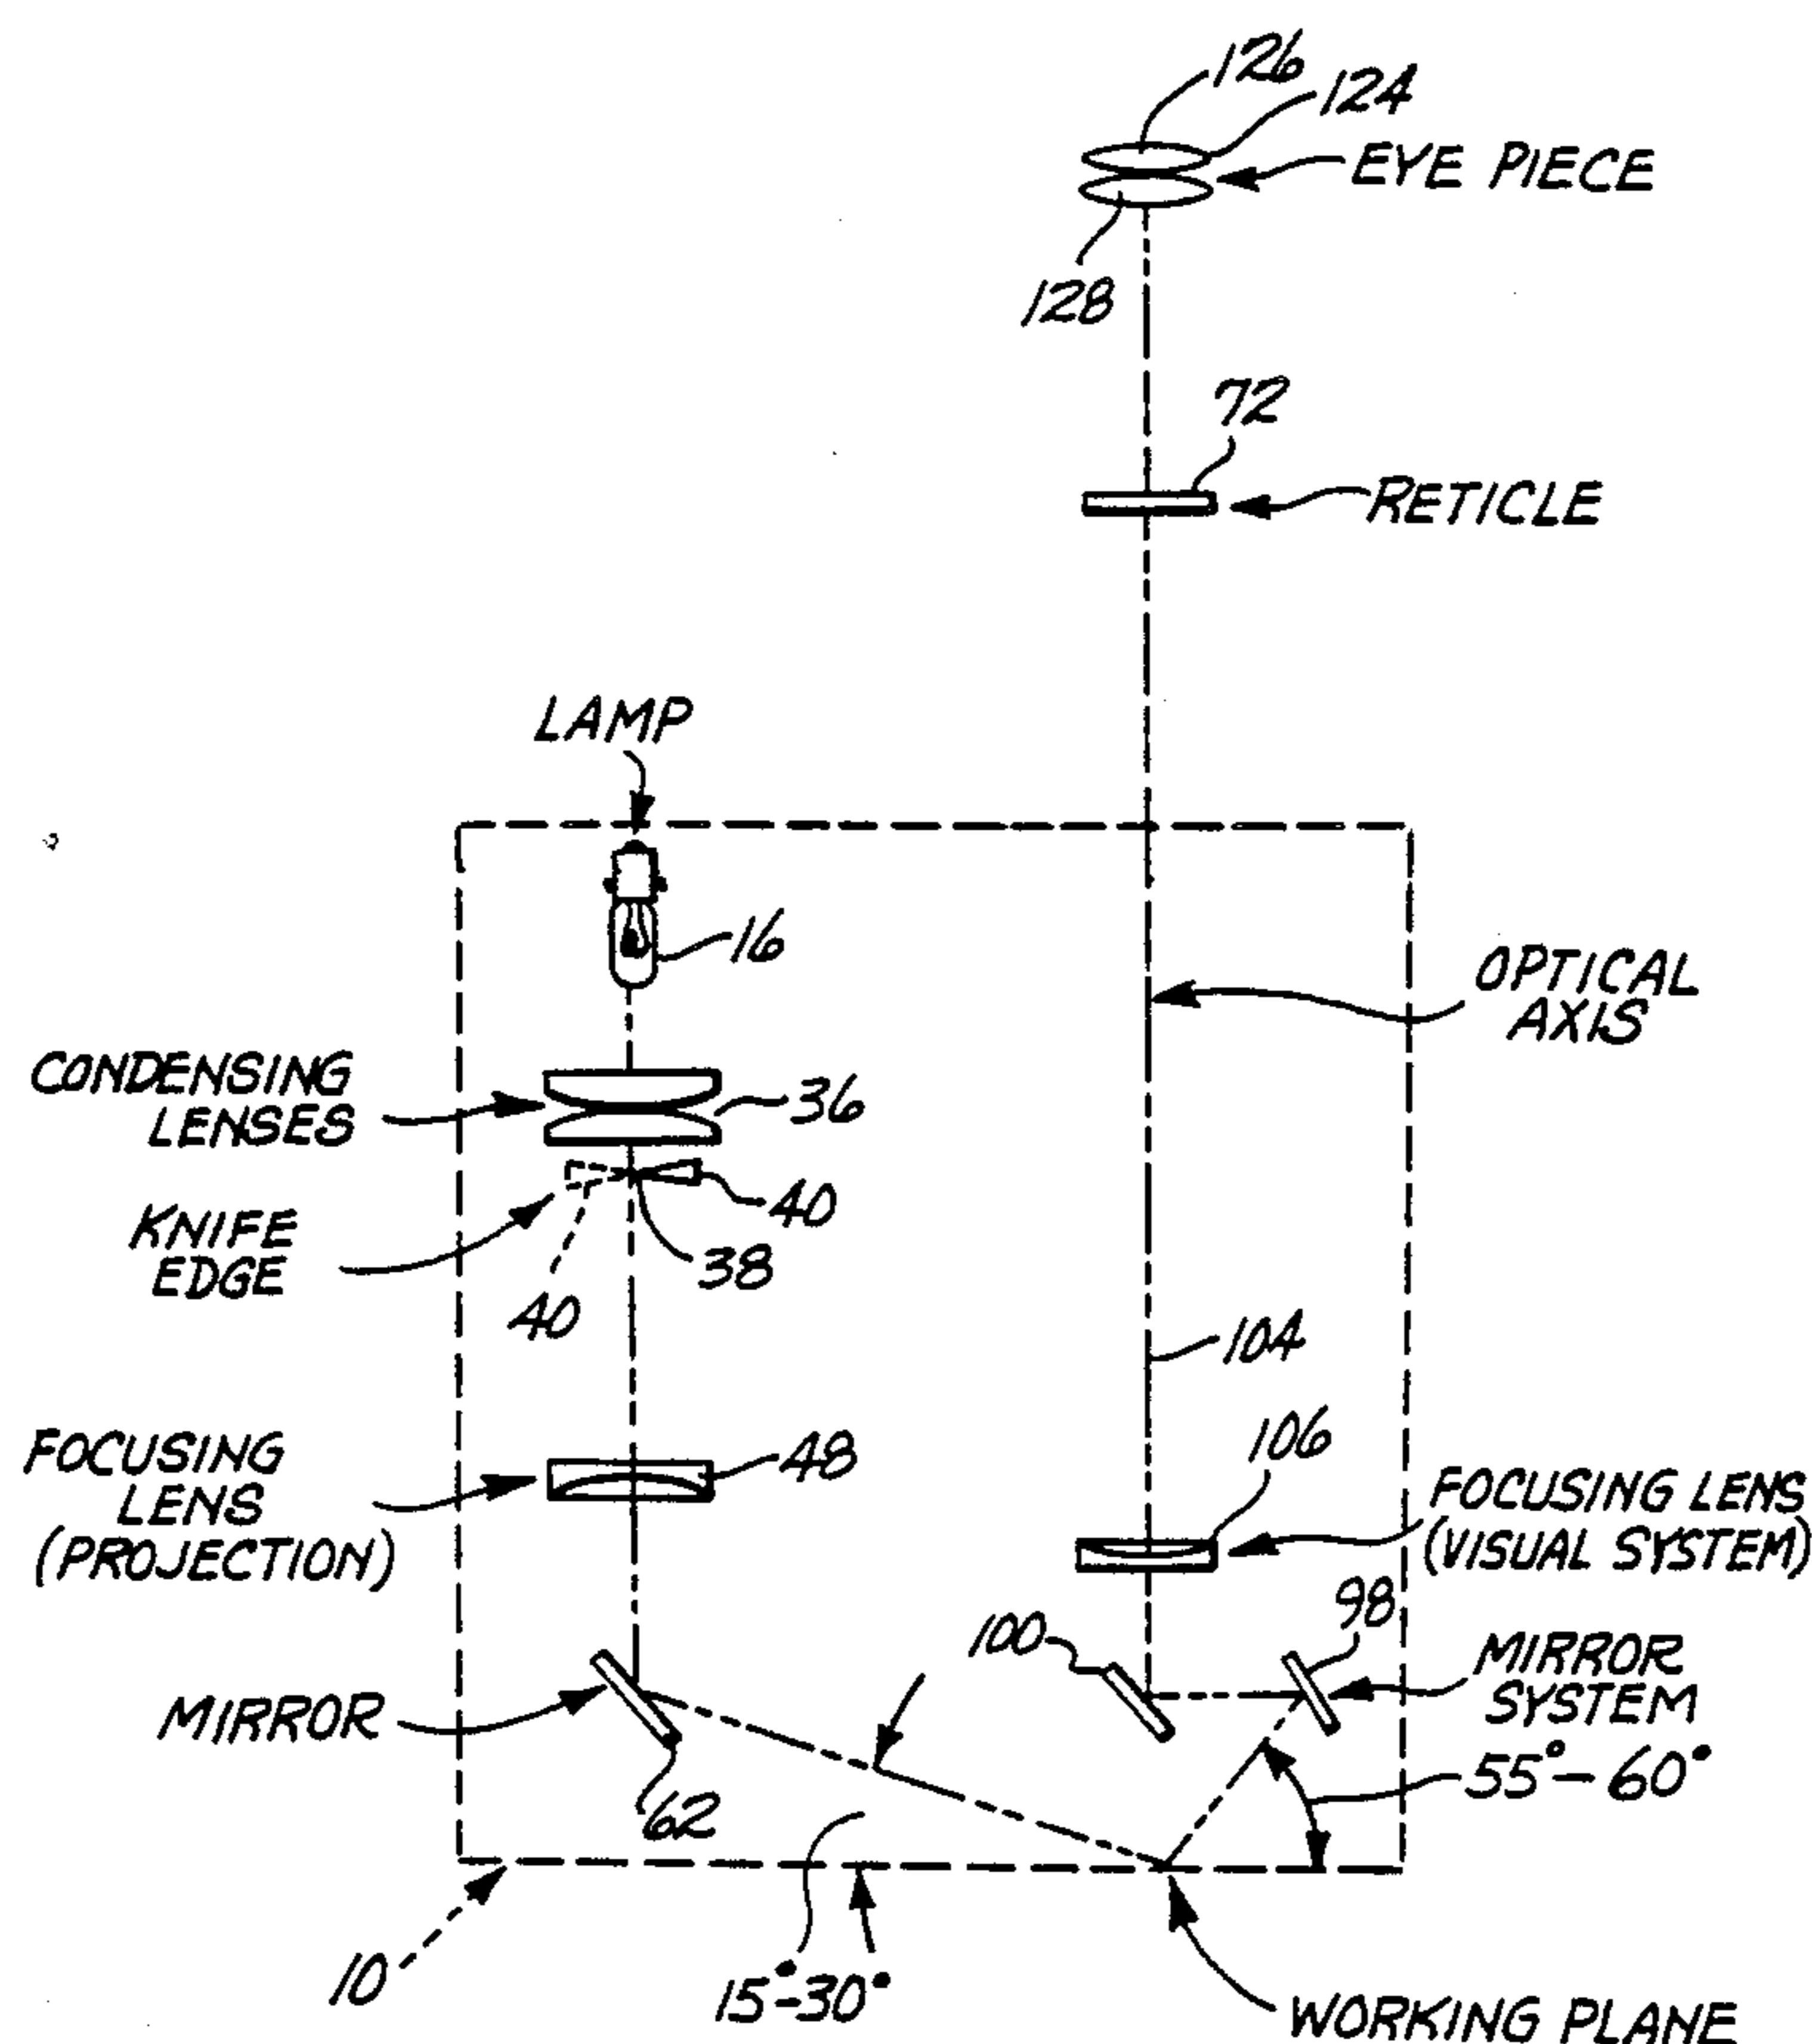 126
124
EYE PIECE
128
72
RETICLE
LAMP
16
OPTICAL
AXIS
CONDENSING
LENSES
36
40
KNIFE
EDGE
38
40
104
106
FOCUSING
LENS
(PROJECTION)
48
FOCUSING LENS
(VISUAL SYSTEM)
98
100
MIRROR
SYSTEM
MIRROR
55°-60°
62
10
15°-30°
WORKING PLANE